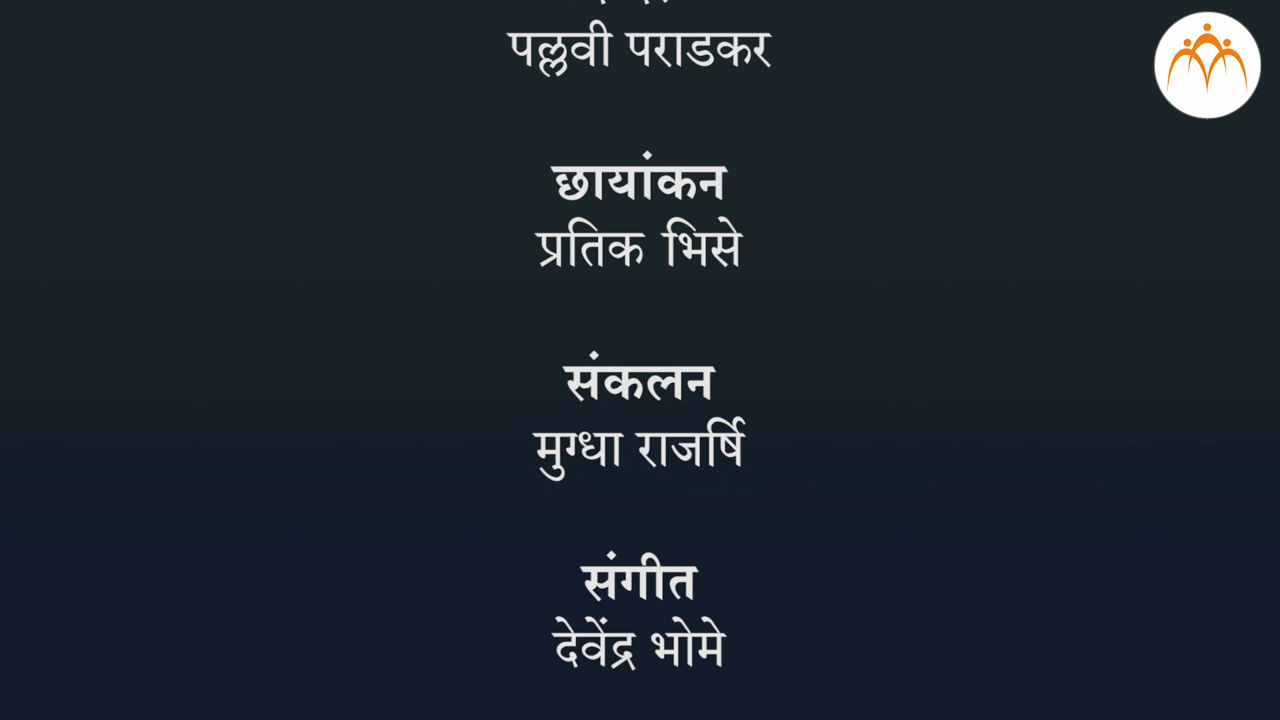 पल्लवी पराडकर
छायांकन
प्रतिक भिसे
संकलन
मुग्धा राजर्षि
संगीत
देवेंद्र भोमे